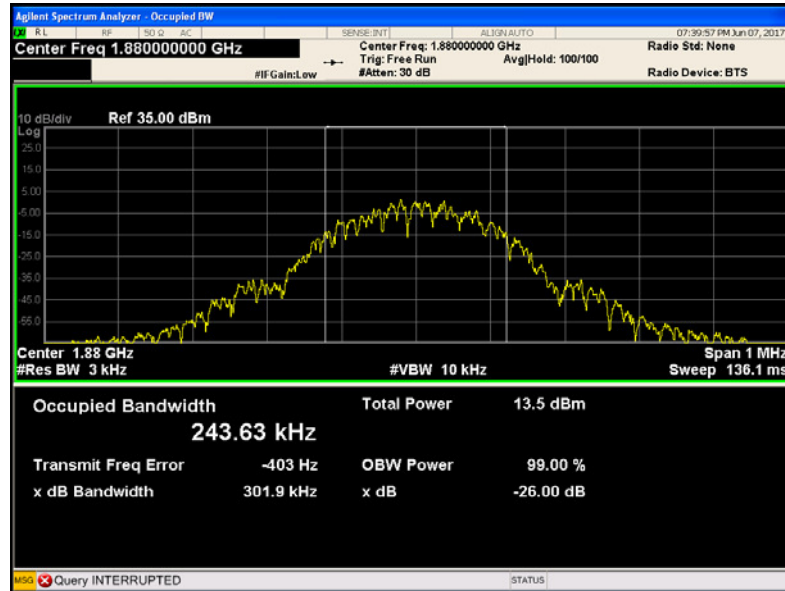 Agilent Spectrum Analyzer - Occupied BW
RL RF 50 Ω AC SENSE:INT ALIGNAUTO 07:39:57 PM Jun 07, 2017
Center Freq 1.880000000 GHz Center Freq: 1.880000000 GHz Radio Std: None
Trig: Free Run Avg|Hold: 100/100
#IFGain:Low #Atten: 30 dB Radio Device: BTS
10 dB/div Ref 35.00 dBm
Log
25.0
15.0
5.00
-5.00
-15.0
-25.0
-35.0
-45.0
-55.0
Center 1.88 GHz Span 1 MHz
#Res BW 3 kHz #VBW 10 kHz Sweep 136.1 ms
Occupied Bandwidth Total Power 13.5 dBm
243.63 kHz
Transmit Freq Error -403 Hz OBW Power 99.00 %
x dB Bandwidth 301.9 kHz x dB -26.00 dB
MSG Query INTERRUPTED STATUS